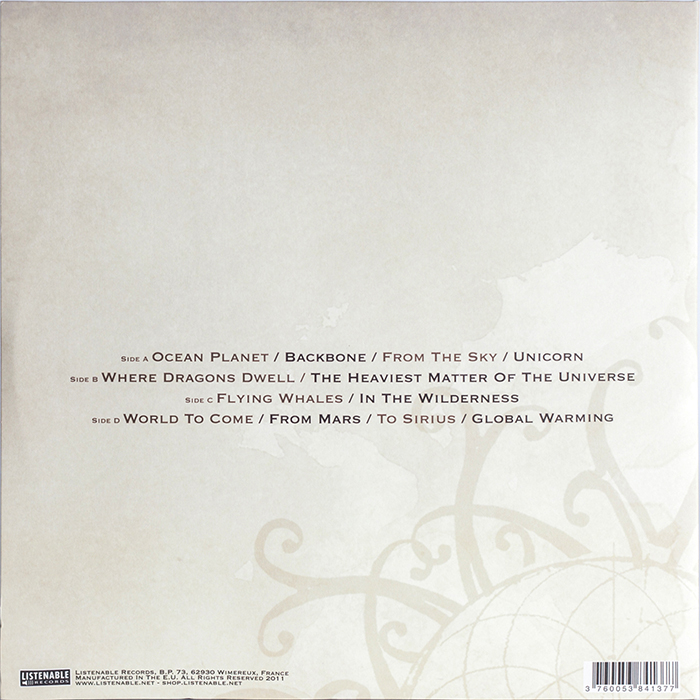 SIDE A OCEAN PLANET / BACKBONE / FROM THE SKY / UNICORN
SIDE B WHERE DRAGONS DWELL / THE HEAVIEST MATTER OF THE UNIVERSE
SIDE C FLYING WHALES / IN THE WILDERNESS
SIDE D WORLD TO COME / FROM MARS / TO SIRIUS / GLOBAL WARMING
LISTENABLE RECORDS
LISTENABLE RECORDS, B.P. 73, 62930 WIMEREUX, FRANCE
MANUFACTURED IN THE E.U. ALL RIGHTS RESERVED 2011
WWW.LISTENABLE.NET - SHOP.LISTENABLE.NET
3 760053 841377